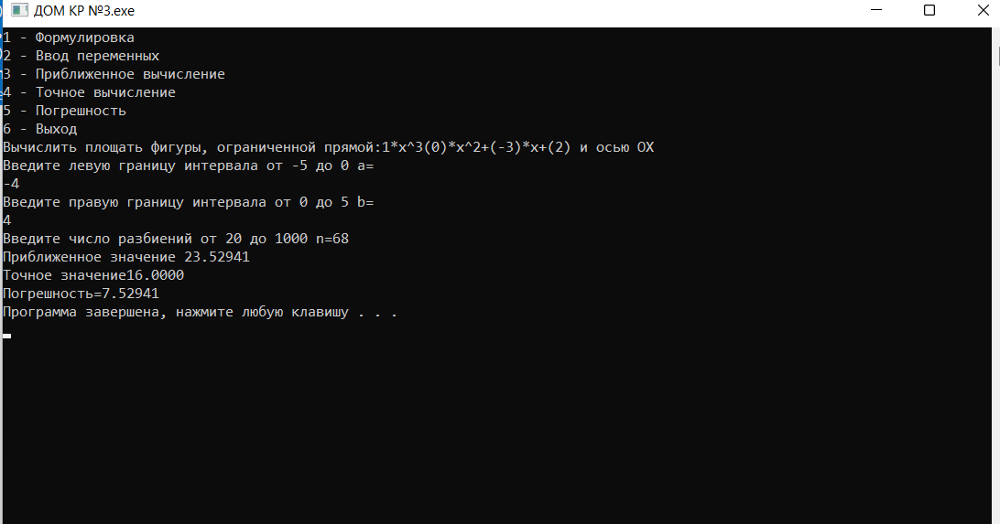 ДОМ КР №3.exe
1 - Формулировка
2 - Ввод переменных
3 - Приближенное вычисление
4 - Точное вычисление
5 - Погрешность
6 - Выход
Вычислить площать фигуры, ограниченной прямой:1*x^3(0)*x^2+(-3)*x+(2) и осью OX
Введите левую границу интервала от -5 до 0 a=
-4
Введите правую границу интервала от 0 до 5 b=
4
Введите число разбиений от 20 до 1000 n=68
Приближенное значение 23.52941
Точное значение16.0000
Погрешность=7.52941
Программа завершена, нажмите любую клавишу . . .